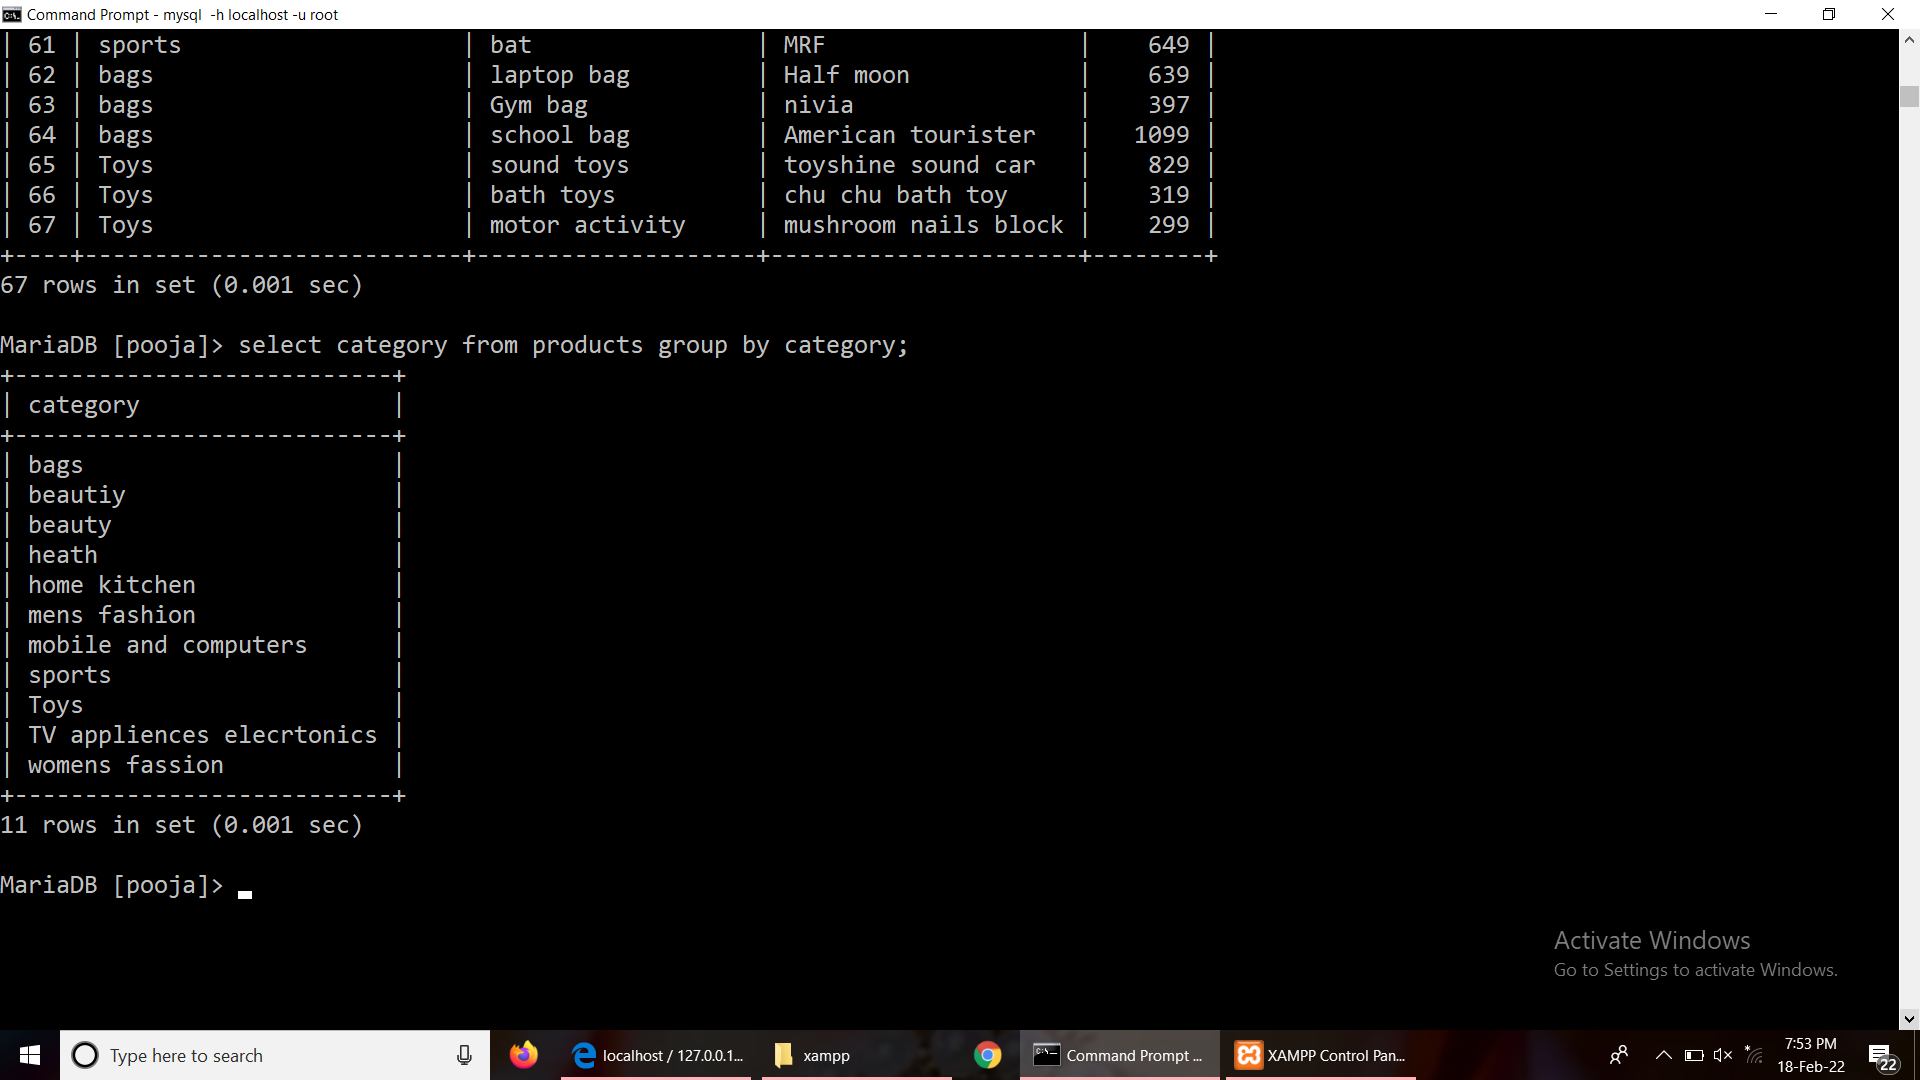 Command Prompt - mysql  -h localhost -u root
| 61 | sports                    | bat                | MRF                  |    649 |
| 62 | bags                      | laptop bag         | Half moon            |    639 |
| 63 | bags                      | Gym bag            | nivia                |    397 |
| 64 | bags                      | school bag         | American tourister   |   1099 |
| 65 | Toys                      | sound toys         | toyshine sound car   |    829 |
| 66 | Toys                      | bath toys          | chu chu bath toy     |    319 |
| 67 | Toys                      | motor activity     | mushroom nails block |    299 |
+----+---------------------------+--------------------+----------------------+--------+
67 rows in set (0.001 sec)
MariaDB [pooja]> select category from products group by category;
+---------------------------+
| category                  |
+---------------------------+
| bags                      |
| beautiy                   |
| beauty                    |
| heath                     |
| home kitchen              |
| mens fashion              |
| mobile and computers      |
| sports                    |
| Toys                      |
| TV appliences elecrtonics |
| womens fassion            |
+---------------------------+
11 rows in set (0.001 sec)
MariaDB [pooja]>
Activate Windows
Go to Settings to activate Windows.
Type here to search
localhost / 127.0.0.1...
xampp
Command Prompt ...
XAMPP Control Pan...
7:53 PM
18-Feb-22
22